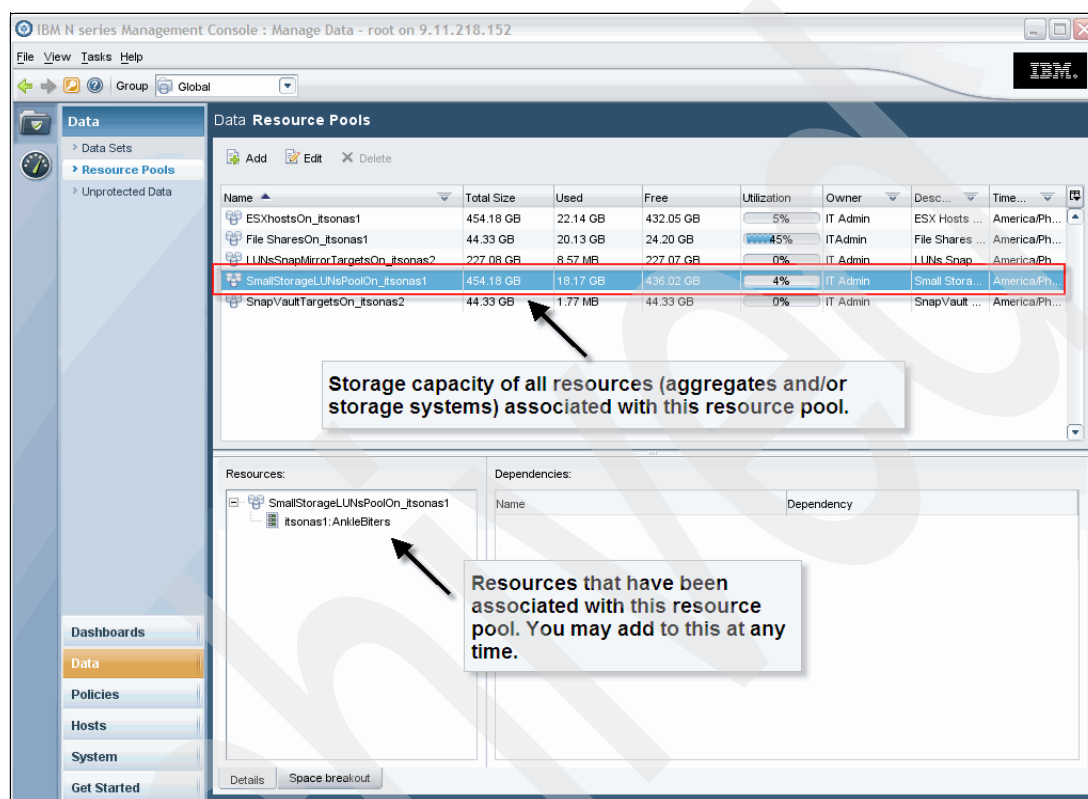 IBM N series Management Console : Manage Data - root on 9.11.218.152
File View Tasks Help
IBM.
Group Global
Data
Data Sets
Resource Pools
Unprotected Data
Data Resource Pools
Add Edit Delete
Name Total Size Used Free Utilization Owner Desc... Time...
ESXhostsOn_itsonas1 454.18 GB 22.14 GB 432.05 GB 5% IT Admin ESX Hosts ... America/Ph...
File SharesOn_itsonas1 44.33 GB 20.13 GB 24.20 GB 45% ITAdmin File Shares ... America/Ph...
LUNsSnapMirrorTargetsOn_itsonas2 227.08 GB 8.57 MB 227.07 GB 0% IT Admin LUNs Snap... America/Ph...
SmallStorageLUNsPoolOn_itsonas1 454.18 GB 18.17 GB 436.02 GB 4% IT Admin Small Stora... America/Ph...
SnapVaultTargetsOn_itsonas2 44.33 GB 1.77 MB 44.33 GB 0% IT Admin SnapVault ... America/Ph...
Storage capacity of all resources (aggregates and/or
storage systems) associated with this resource pool.
Resources:
SmallStorageLUNsPoolOn_itsonas1
itsonas1:AnkleBiters
Dependencies:
Name Dependency
Resources that have been
associated with this resource
pool. You may add to this at any
time.
Dashboards
Data
Policies
Hosts
System
Get Started
Details Space breakout